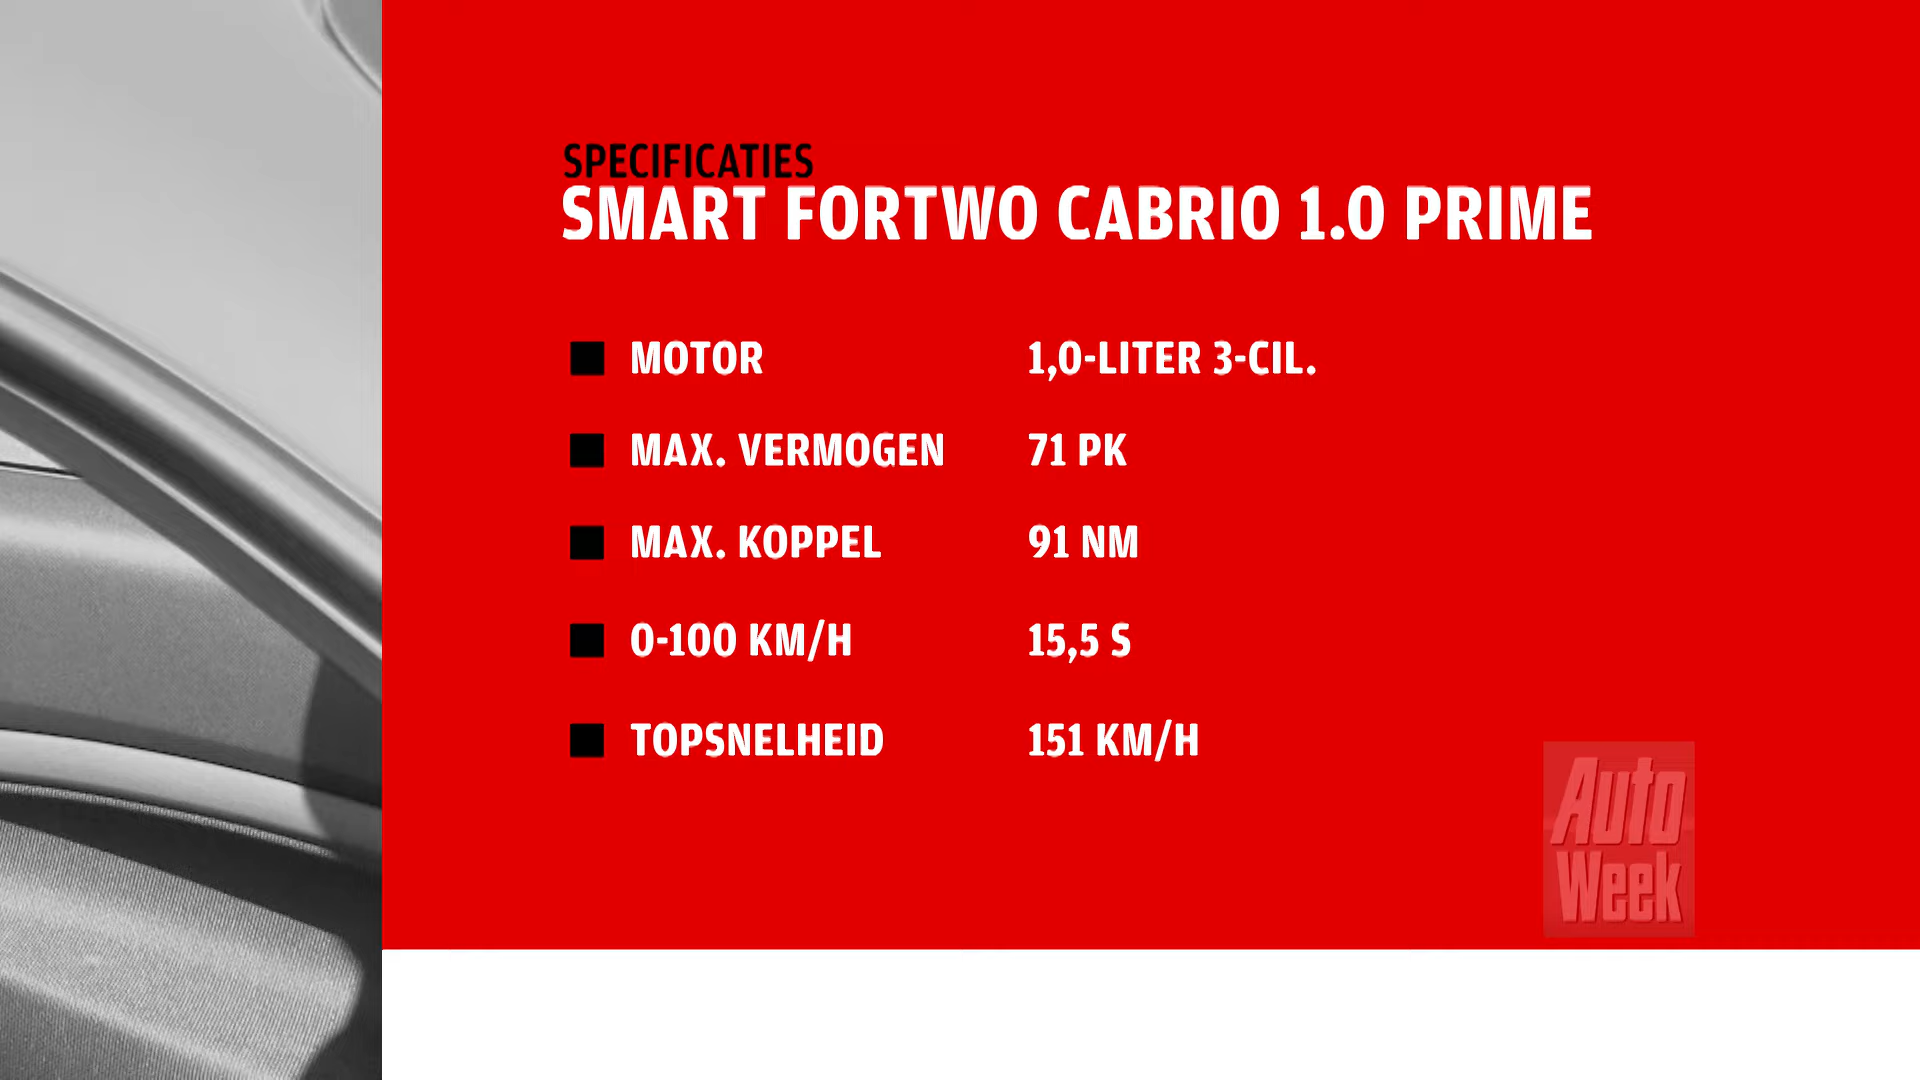 SPECIFICATIES
SMART FORTWO CABRIO 1.0 PRIME
MOTOR 1,0-LITER 3-CIL.
MAX. VERMOGEN 71 PK
MAX. KOPPEL 91 NM
0-100 KM/H 15,5 S
TOPSNELHEID 151 KM/H
Auto
Week